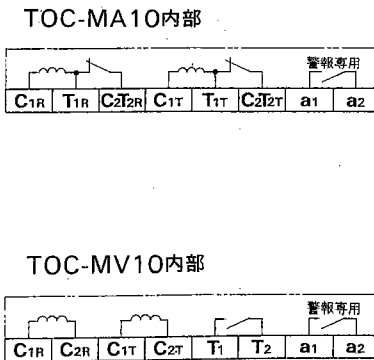 TOC-MA10内部
警報専用
C1R T1R C2T2R C1T T1T C2T2T a1 a2
TOC-MV10内部
警報専用
C1R C2R C1T C2T T1 T2 a1 a2